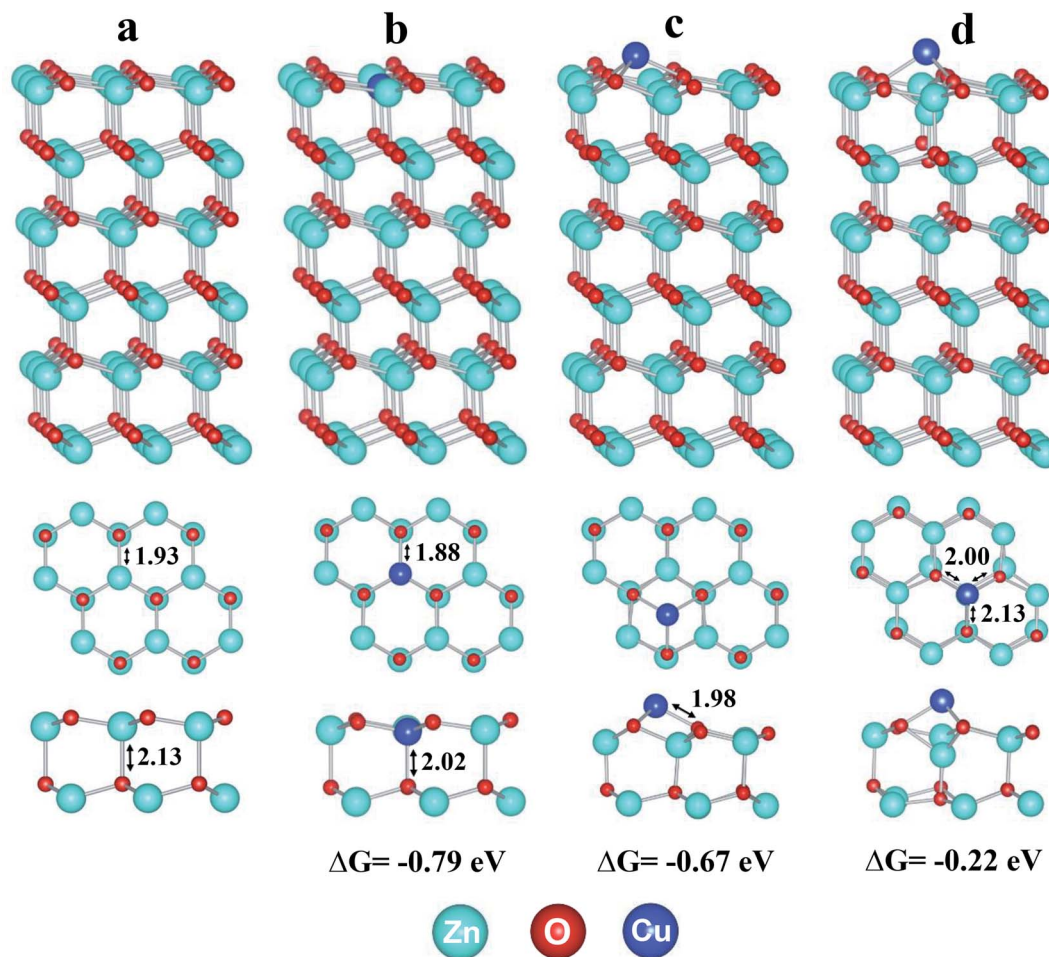 a b c d
1.93 1.88 2.00
2.13
1.98
2.13 2.02
ΔG= -0.79 eV ΔG= -0.67 eV ΔG= -0.22 eV
Zn O Cu